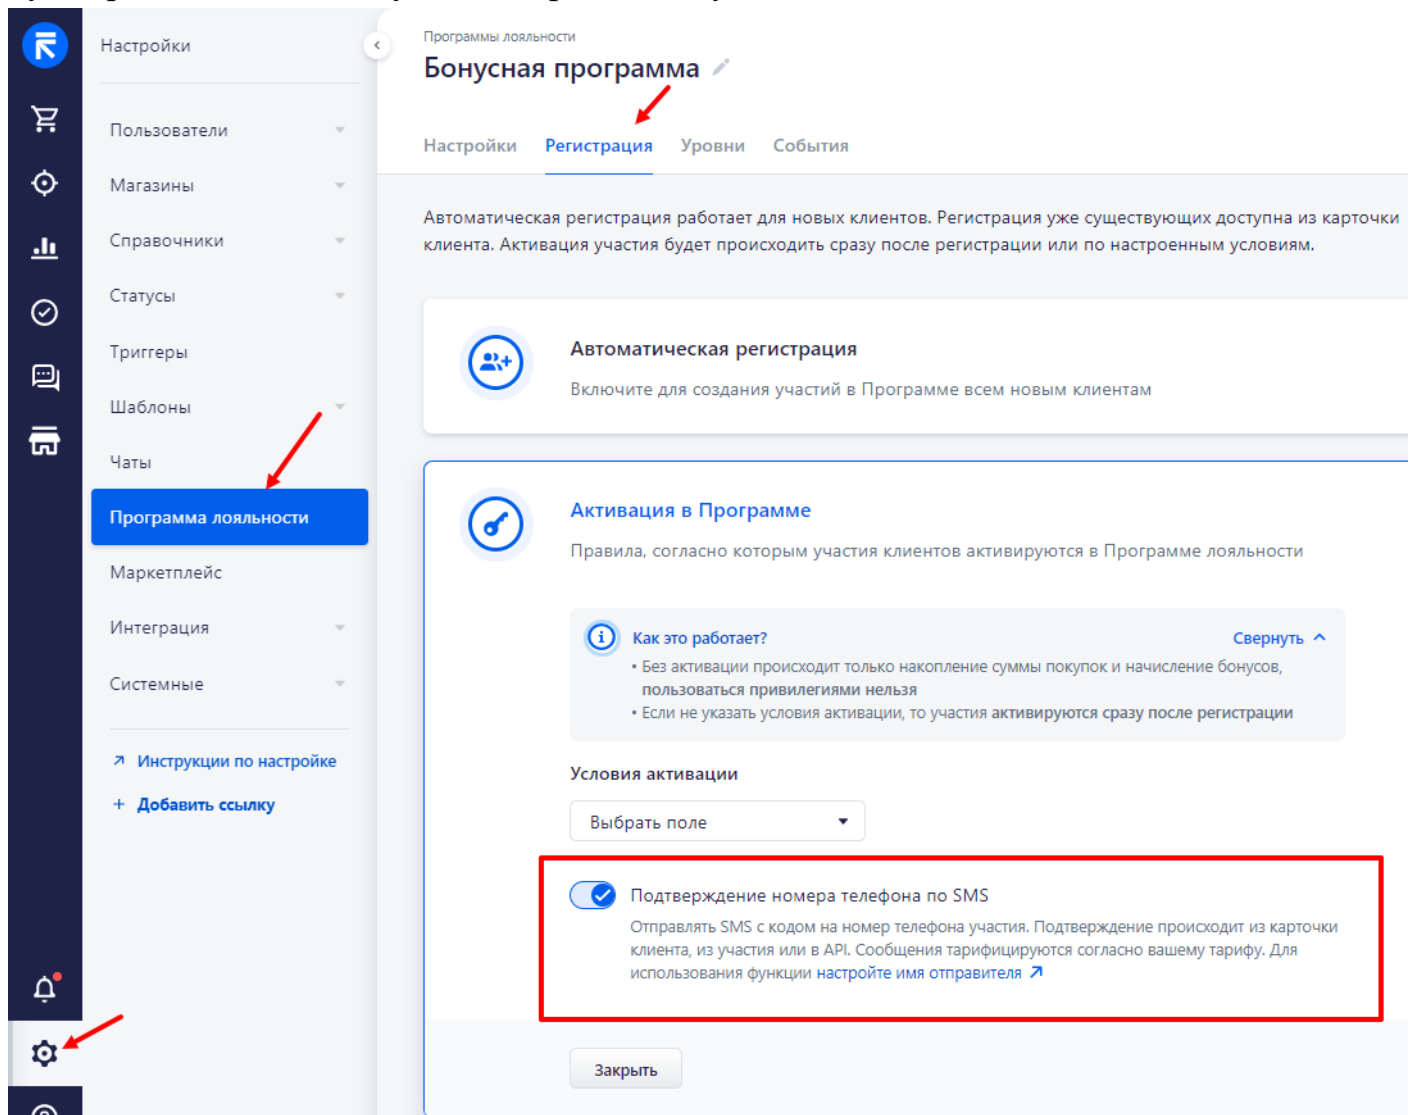 Настройки
Пользователи
Магазины
Справочники
Статусы
Триггеры
Шаблоны
Чаты
Программа лояльности
Маркетплейс
Интеграция
Системные
Инструкции по настройке
+ Добавить ссылку
Программы лояльности
Бонусная программа
Настройки Регистрация Уровни События
Автоматическая регистрация работает для новых клиентов. Регистрация уже существующих доступна из карточки
клиента. Активация участия будет происходить сразу после регистрации или по настроенным условиям.
Автоматическая регистрация
Включите для создания участий в Программе всем новым клиентам
Активация в Программе
Правила, согласно которым участия клиентов активируются в Программе лояльности
Как это работает? Свернуть
• Без активации происходит только накопление суммы покупок и начисление бонусов,
пользоваться привилегиями нельзя
• Если не указать условия активации, то участия активируются сразу после регистрации
Условия активации
Выбрать поле
Подтверждение номера телефона по SMS
Отправлять SMS с кодом на номер телефона участия. Подтверждение происходит из карточки
клиента, из участия или в API. Сообщения тарифицируются согласно вашему тарифу. Для
использования функции настройте имя отправителя
Закрыть